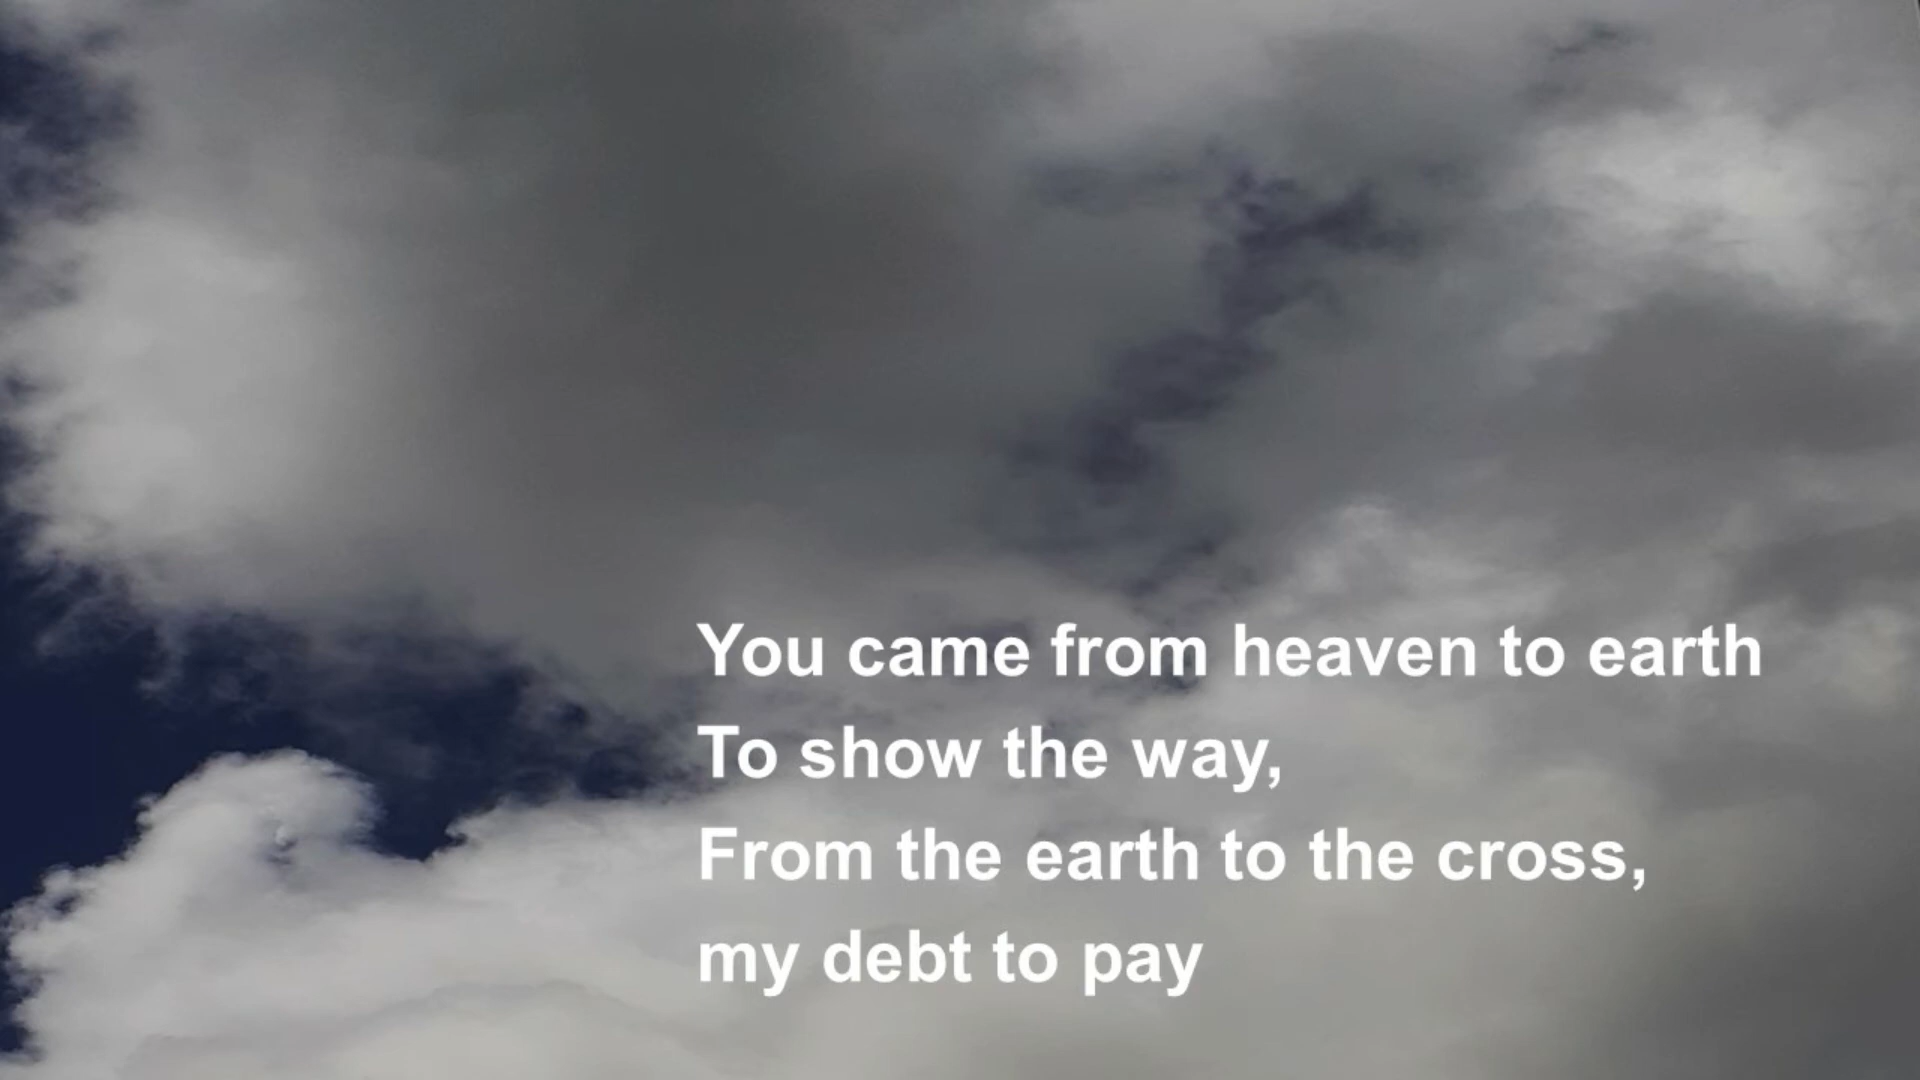 You came from heaven to earth
To show the way,
From the earth to the cross,
my debt to pay